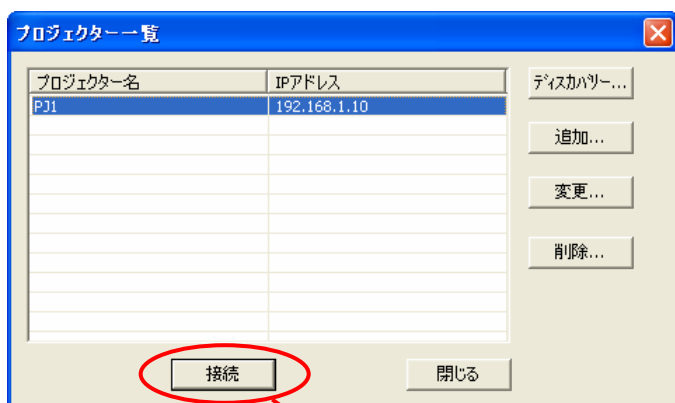 プロジェクター一覧
プロジェクター名 IPアドレス
PJ1 192.168.1.10
ディスカバリー...
追加...
変更...
削除...
接続 閉じる